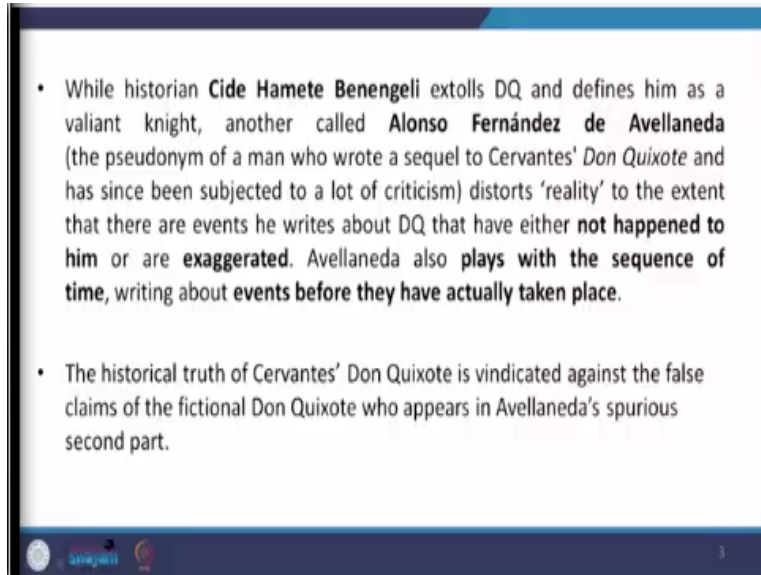 • While historian Cide Hamete Benengeli extolls DQ and defines him as a
valiant knight, another called Alonso Fernández de Avellaneda
(the pseudonym of a man who wrote a sequel to Cervantes' Don Quixote and
has since been subjected to a lot of criticism) distorts ‘reality’ to the extent
that there are events he writes about DQ that have either not happened to
him or are exaggerated. Avellaneda also plays with the sequence of
time, writing about events before they have actually taken place.
• The historical truth of Cervantes’ Don Quixote is vindicated against the false
claims of the fictional Don Quixote who appears in Avellaneda’s spurious
second part.
swayam
3